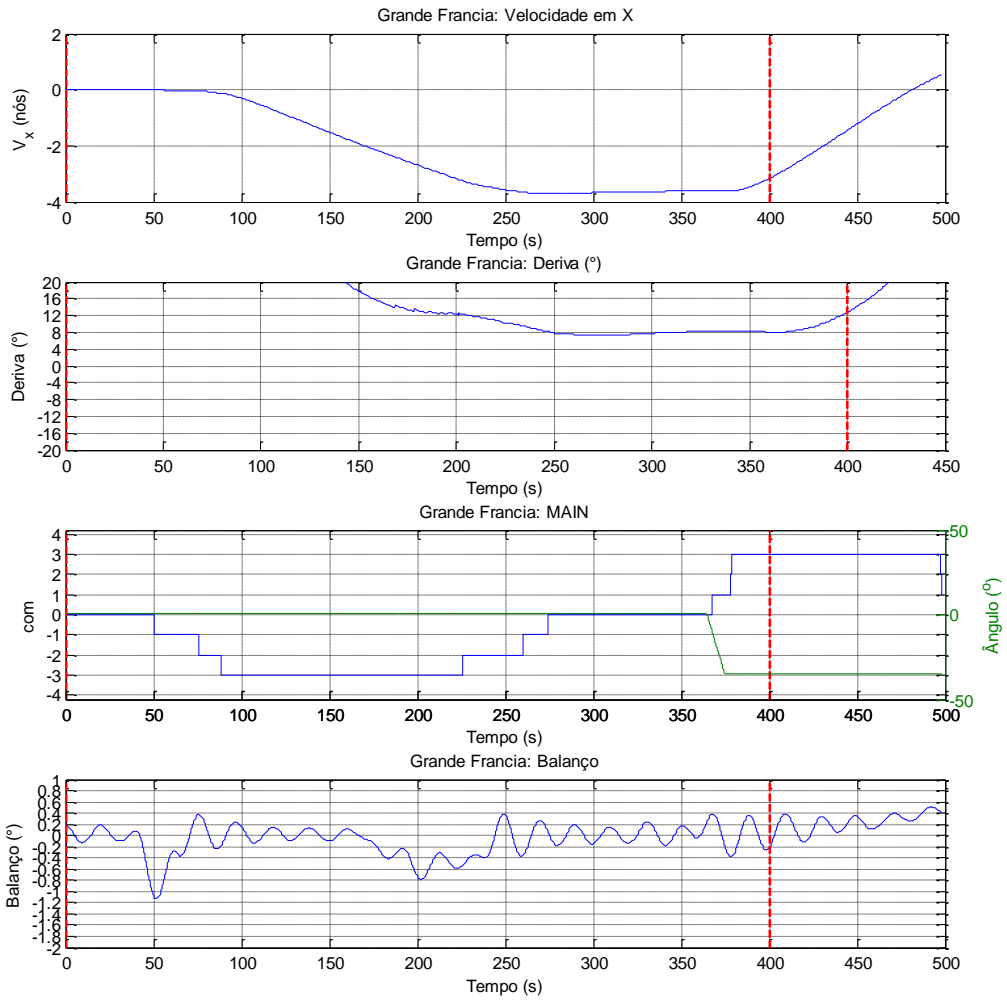 Grande Francia: Velocidade em X
2
0
-2
-4
V_x (nós)
0 50 100 150 200 250 300 350 400 450 500
Tempo (s)
Grande Francia: Deriva (°)
20
16
12
8
4
0
-4
-8
-12
-16
-20
Deriva (°)
0 50 100 150 200 250 300 350 400 450
Tempo (s)
Grande Francia: MAIN
4
3
2
1
0
-1
-2
-3
-4
com
50
0
-50
Ângulo (º)
0 50 100 150 200 250 300 350 400 450 500
Tempo (s)
Grande Francia: Balanço
1
0.8
0.6
0.4
0.2
0
-0.2
-0.4
-0.6
-0.8
-1
-1.2
-1.4
-1.6
-1.8
-2
Balanço (°)
0 50 100 150 200 250 300 350 400 450 500
Tempo (s)